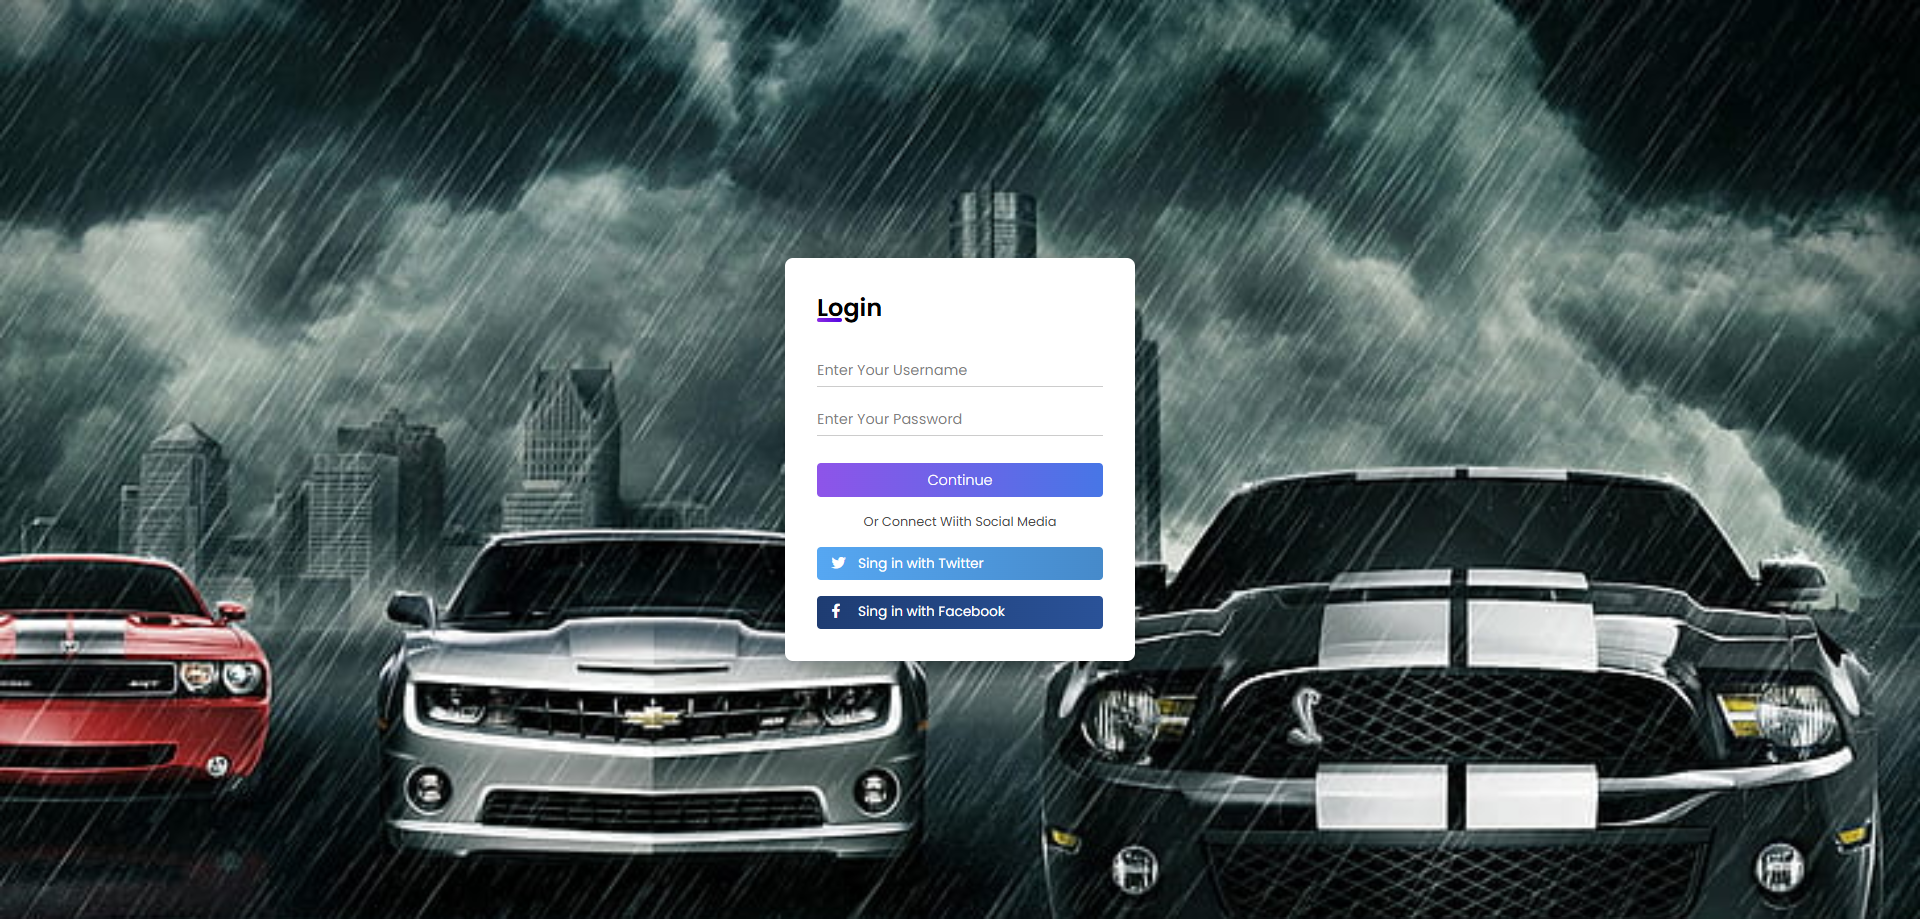 Login
Enter Your Username
Enter Your Password
Continue
Or Connect Wiith Social Media
Sing in with Twitter
Sing in with Facebook